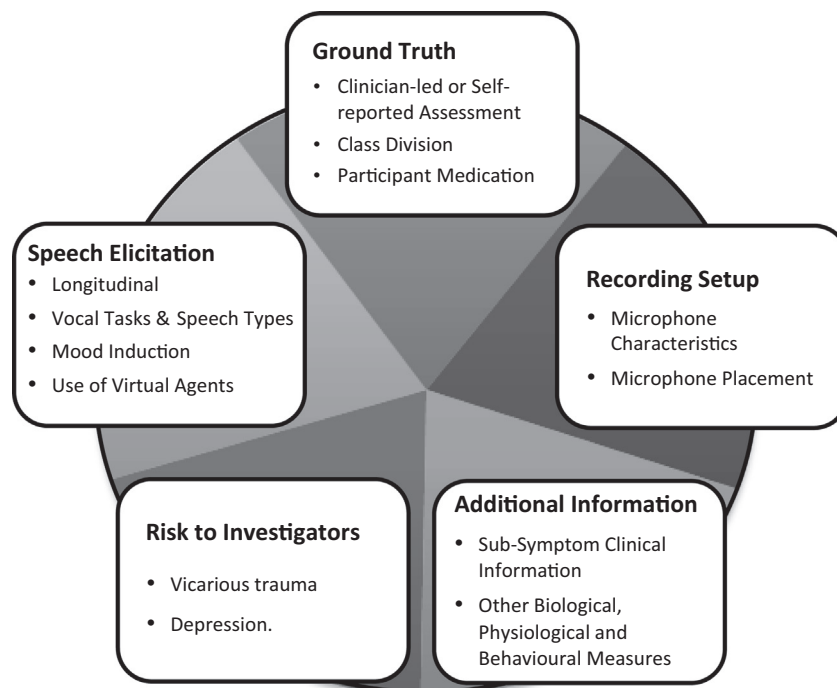 Ground Truth
• Clinician-led or Self-
reported Assessment
• Class Division
• Participant Medication
Speech Elicitation
• Longitudinal
• Vocal Tasks & Speech Types
• Mood Induction
• Use of Virtual Agents
Recording Setup
• Microphone
Characteristics
• Microphone Placement
Risk to Investigators
• Vicarious trauma
• Depression.
Additional Information
• Sub-Symptom Clinical
Information
• Other Biological,
Physiological and
Behavioural Measures